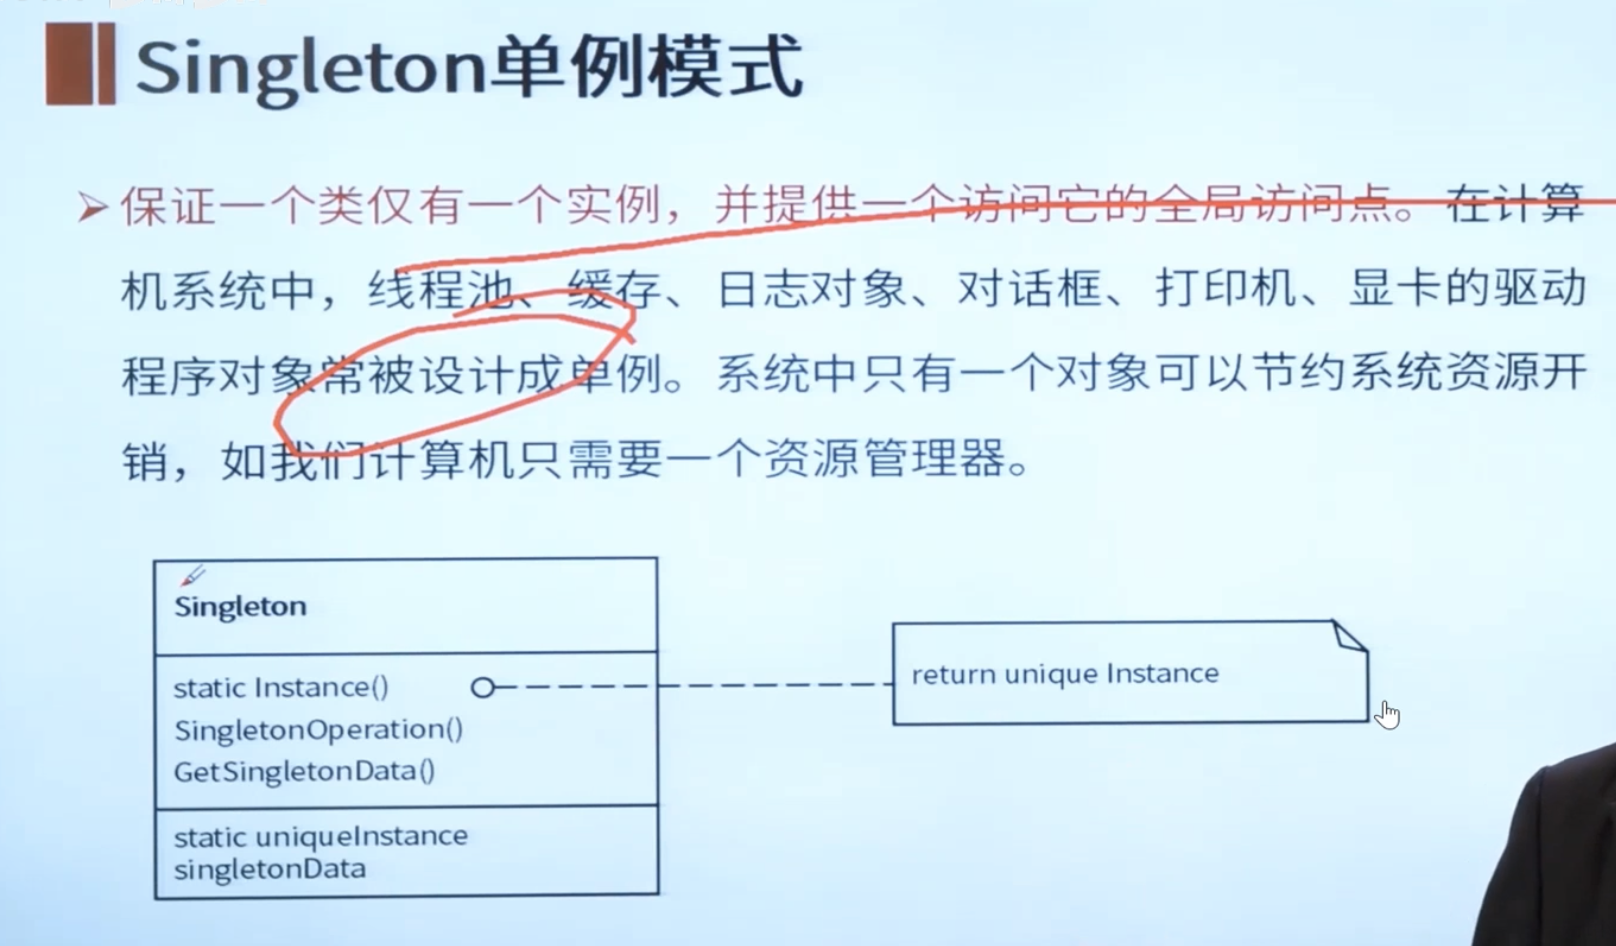 Singleton单例模式
保证一个类仅有一个实例，并提供一个访问它的全局访问点。在计算
机系统中，线程池、缓存、日志对象、对话框、打印机、显卡的驱动
程序对象常被设计成单例。系统中只有一个对象可以节约系统资源开
销，如我们计算机只需要一个资源管理器。
Singleton
static Instance()
SingletonOperation()
GetSingletonData()
static uniqueInstance
singletonData
return unique Instance